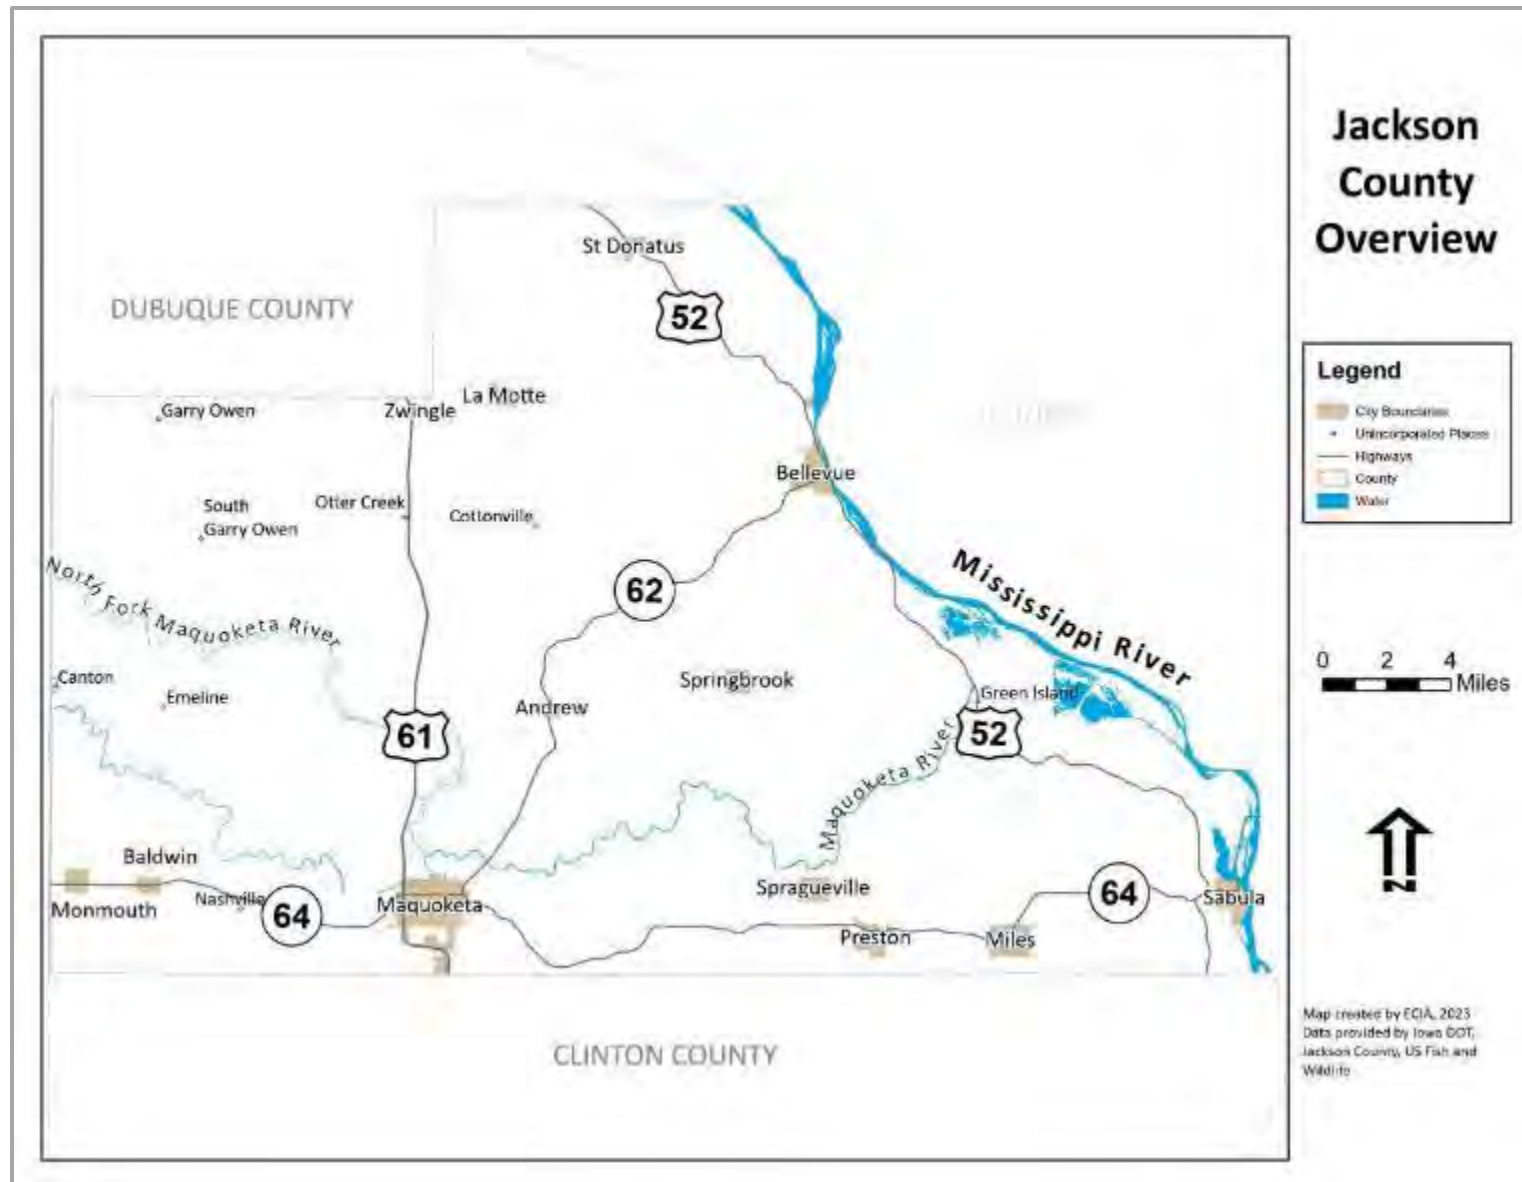 Jackson
County
Overview
St Donatus
DUBUQUE COUNTY
52
Legend
City Boundaries
Unincorporated Places
Highways
County
Water
Garry Owen
Zwingle
La Motte
Bellevue
South
Garry Owen
Otter Creek
Cottonville
North Fork Maquoketa River
62
Mississippi River
Canton
Emeline
Springbrook
Andrew
Green Island
0 2 4
Miles
61
52
Maquoketa River
Baldwin
Monmouth
Nashville
64
Maquoketa
Spragueville
64
Sabula
Preston
Miles
N
CLINTON COUNTY
Map created by ECIA, 2023
Data provided by Iowa DOT,
Jackson County, US Fish and
Wildlife